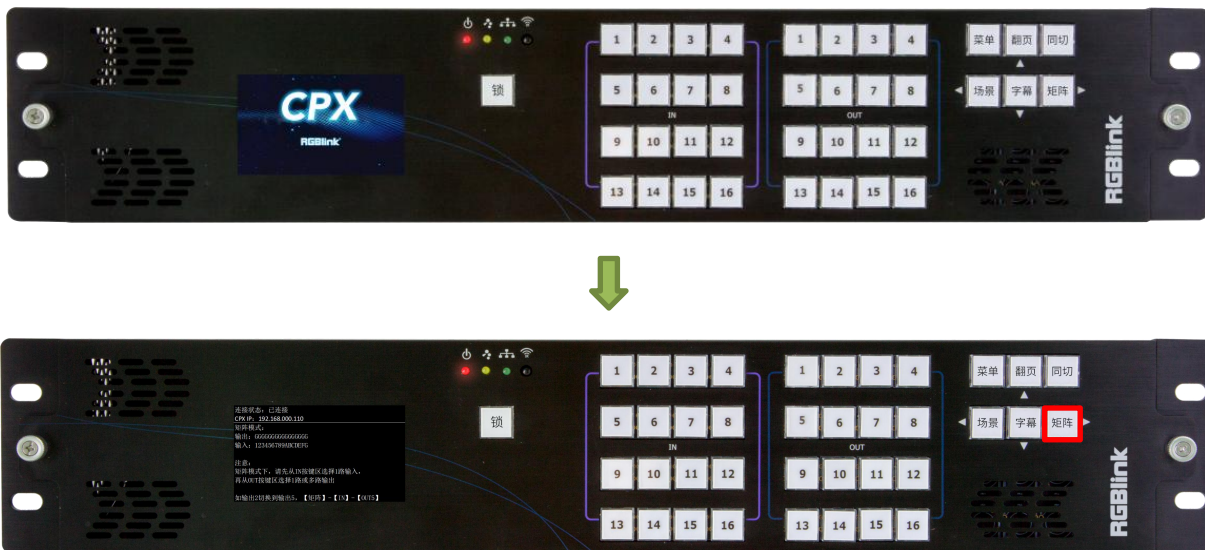 1 2 3 4 1 2 3 4 菜单 翻页 同切
锁 5 6 7 8 5 6 7 8 场景 字幕 矩阵
IN OUT
CPX
RGBlink
9 10 11 12 9 10 11 12
13 14 15 16 13 14 15 16
RGBlink
1 2 3 4 1 2 3 4 菜单 翻页 同切
锁 5 6 7 8 5 6 7 8 场景 字幕 矩阵
IN OUT
9 10 11 12 9 10 11 12
13 14 15 16 13 14 15 16
RGBlink
连接状态：已连接
CPX IP：192.168.000.110
矩阵模式：
输出：GGGGGGGGGGGGGGGG
输入：123456789ABCDEFG
注意：
矩阵模式下，请先从IN按键区选择1路输入，
再从OUT按键区选择1路或多路输出
如输出2切换到输出5，【矩阵】-【IN】-【OUT5】